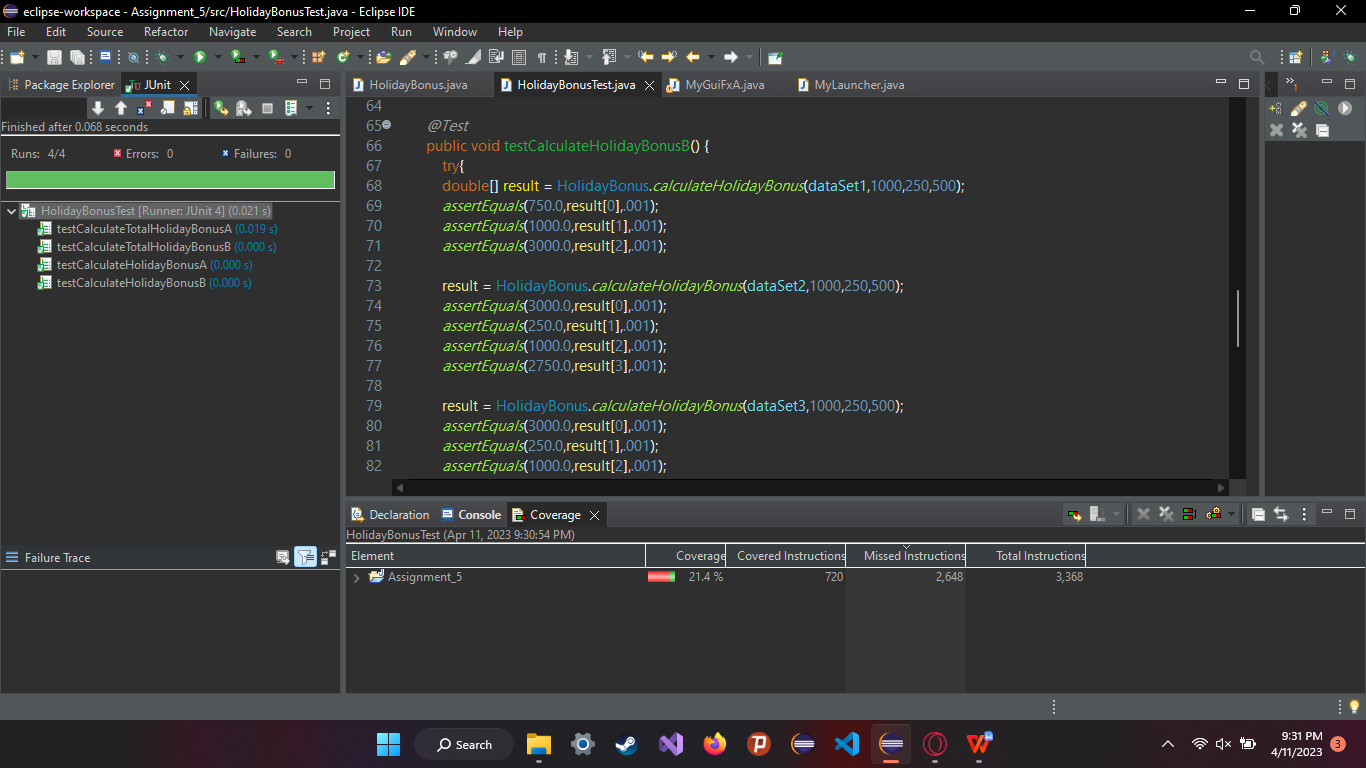 eclipse-workspace - Assignment_5/src/HolidayBonusTest.java - Eclipse IDE
File Edit Source Refactor Navigate Search Project Run Window Help
Package Explorer JUnit
HolidayBonus.java HolidayBonusTest.java MyGuiFxA.java MyLauncher.java
Finished after 0.068 seconds
Runs: 4/4 Errors: 0 Failures: 0
HolidayBonusTest [Runner: JUnit 4] (0.021 s)
testCalculateTotalHolidayBonusA (0.019 s)
testCalculateTotalHolidayBonusB (0.000 s)
testCalculateHolidayBonusA (0.000 s)
testCalculateHolidayBonusB (0.000 s)
Failure Trace
64
65 @Test
66 public void testCalculateHolidayBonusB() {
67 try{
68 double[] result = HolidayBonus.calculateHolidayBonus(dataSet1,1000,250,500);
69 assertEquals(750.0,result[0],.001);
70 assertEquals(1000.0,result[1],.001);
71 assertEquals(3000.0,result[2],.001);
72
73 result = HolidayBonus.calculateHolidayBonus(dataSet2,1000,250,500);
74 assertEquals(3000.0,result[0],.001);
75 assertEquals(250.0,result[1],.001);
76 assertEquals(1000.0,result[2],.001);
77 assertEquals(2750.0,result[3],.001);
78
79 result = HolidayBonus.calculateHolidayBonus(dataSet3,1000,250,500);
80 assertEquals(3000.0,result[0],.001);
81 assertEquals(250.0,result[1],.001);
82 assertEquals(1000.0,result[2],.001);
Declaration Console Coverage
HolidayBonusTest (Apr 11, 2023 9:30:54 PM)
Element Coverage Covered Instructions Missed Instructions Total Instructions
Assignment_5 21.4 % 720 2,648 3,368
Search
9:31 PM
4/11/2023
3